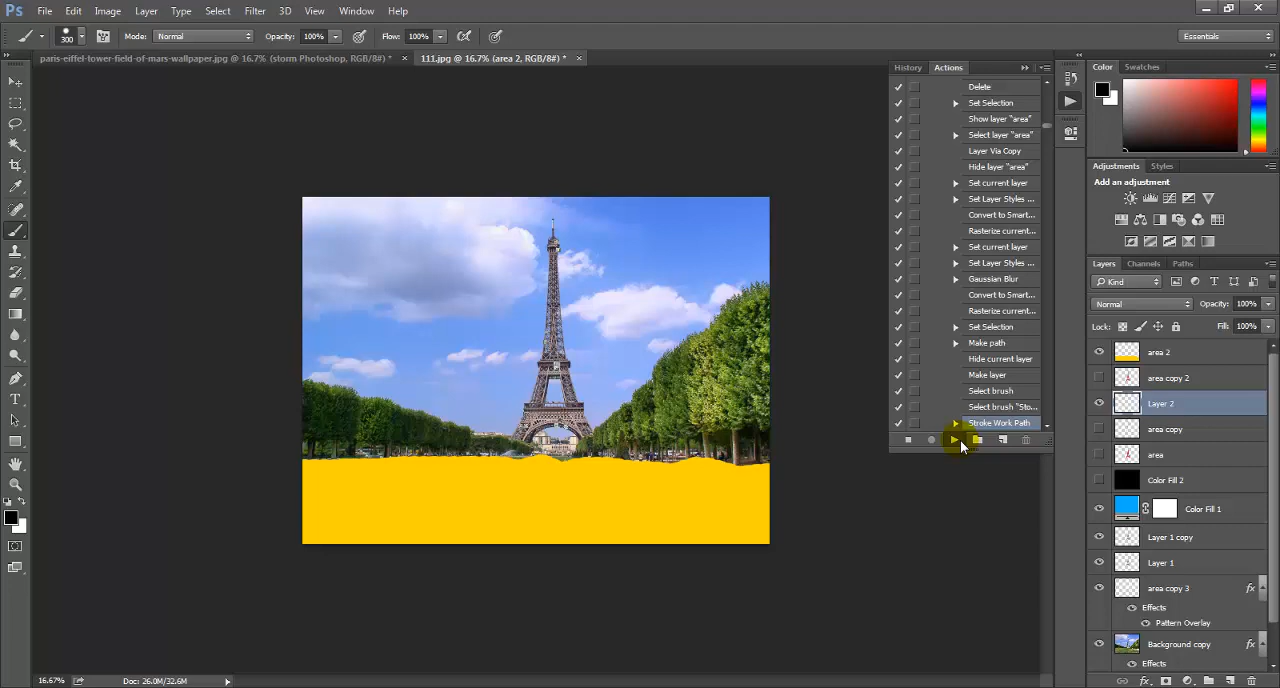 Ps File Edit Image Layer Type Select Filter 3D View Window Help
300 Mode: Normal Opacity: 100% Flow: 100% Essentials
paris-eiffel-tower-field-of-mars-wallpaper.jpg @ 16.7% (storm Photoshop, RGB/8#) * × 111.jpg @ 16.7% (area 2, RGB/8#) * ×
History Actions
Delete
Set Selection
Show layer "area"
Select layer "area"
Layer Via Copy
Hide layer "area"
Set current layer
Set Layer Styles ...
Convert to Smart...
Rasterize current...
Set current layer
Set Layer Styles ...
Gaussian Blur
Convert to Smart...
Rasterize current...
Set Selection
Make path
Hide current layer
Make layer
Select brush
Select brush "Sto...
Stroke Work Path
Color Swatches
Adjustments Styles
Add an adjustment
Layers Channels Paths
Kind
Normal Opacity: 100%
Lock: Fill: 100%
area 2
area copy 2
Layer 2
area copy
area
Color Fill 2
Color Fill 1
Layer 1 copy
Layer 1
area copy 3 fx
Effects
Pattern Overlay
Background copy fx
Effects
16.67% Doc: 26.0M/32.6M
fx